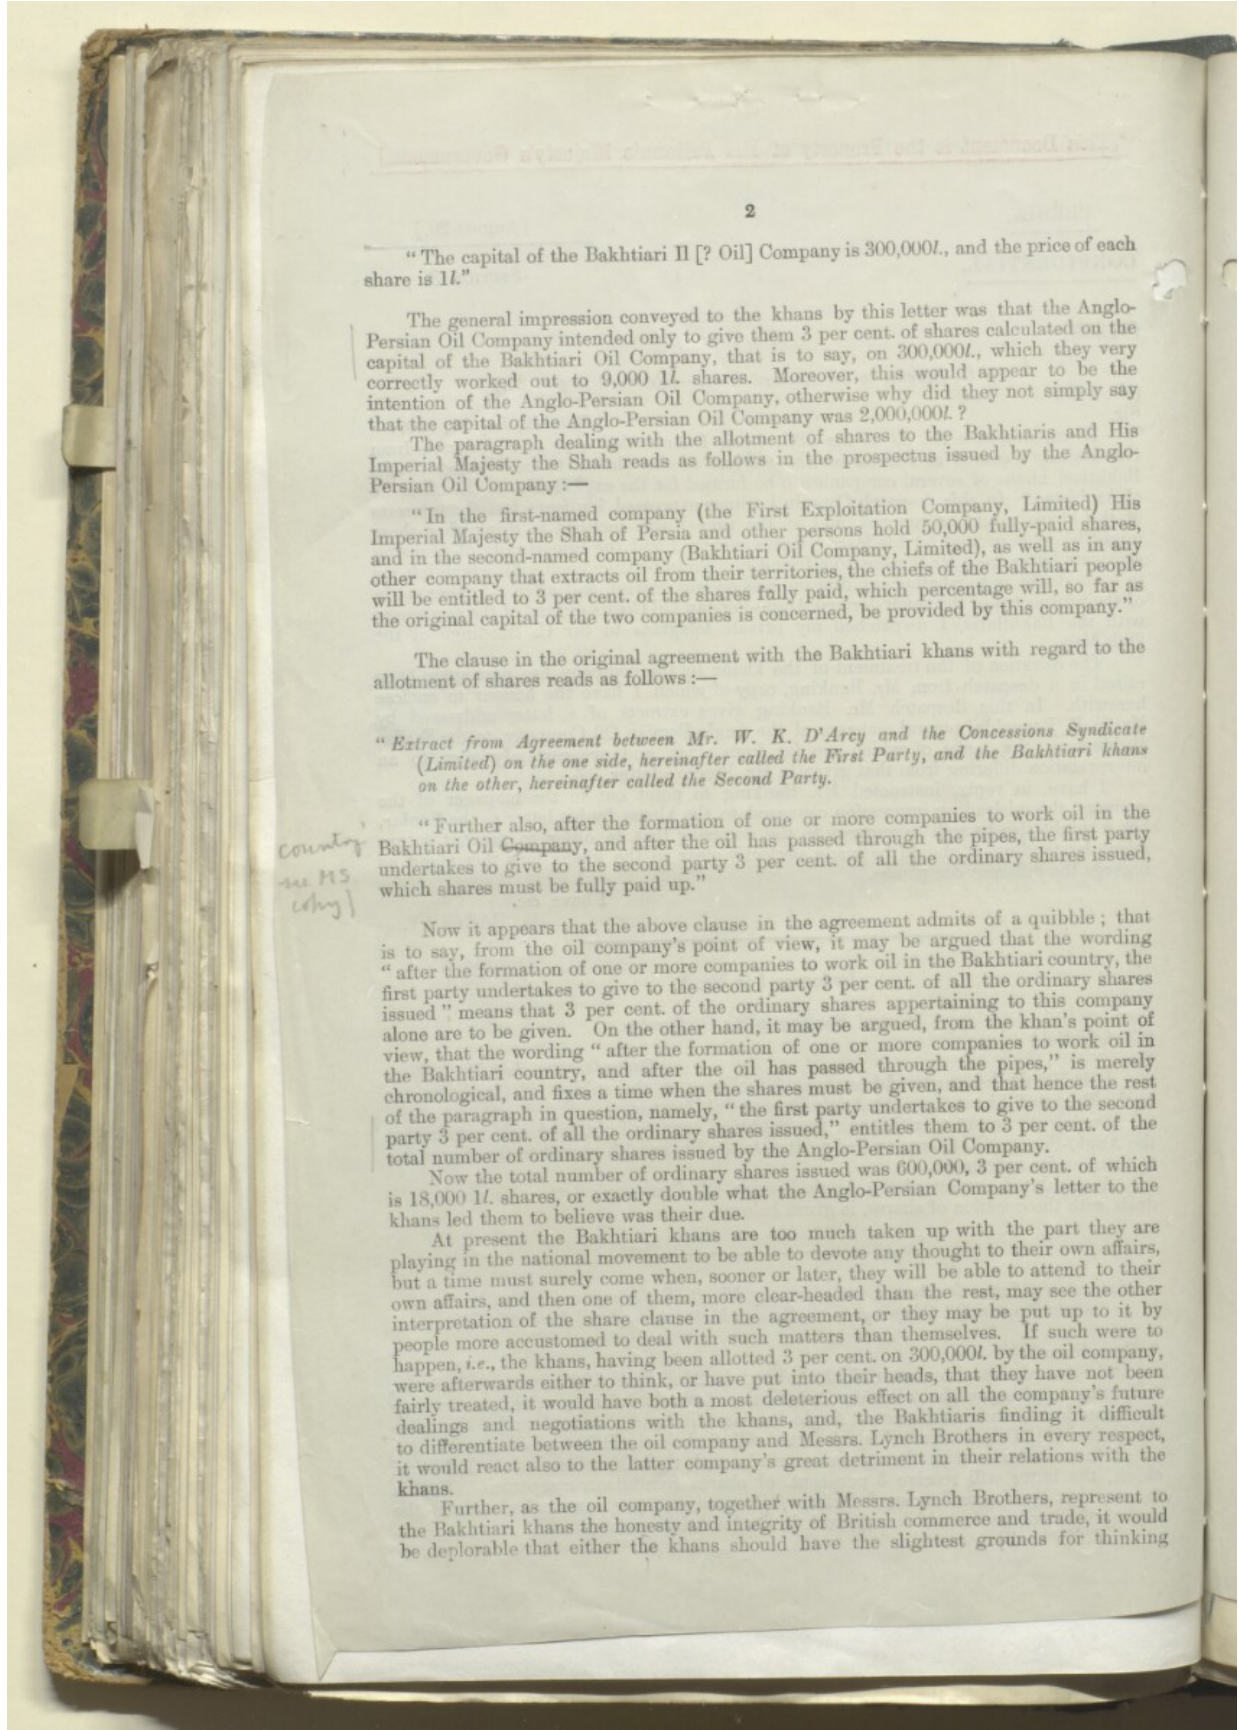 2
“ The capital of the Bakhtiari Il [? Oil] Company is 300,000l., and the price of each
share is 1l.”
The general impression conveyed to the khans by this letter was that the Anglo-
Persian Oil Company intended only to give them 3 per cent. of shares calculated on the
capital of the Bakhtiari Oil Company, that is to say, on 300,000l., which they very
correctly worked out to 9,000 1l. shares. Moreover, this would appear to be the
intention of the Anglo-Persian Oil Company, otherwise why did they not simply say
that the capital of the Anglo-Persian Oil Company was 2,000,000l. ?
The paragraph dealing with the allotment of shares to the Bakhtiaris and His
Imperial Majesty the Shah reads as follows in the prospectus issued by the Anglo-
Persian Oil Company :—
“ In the first-named company (the First Exploitation Company, Limited) His
Imperial Majesty the Shah of Persia and other persons hold 50,000 fully-paid shares,
and in the second-named company (Bakhtiari Oil Company, Limited), as well as in any
other company that extracts oil from their territories, the chiefs of the Bakhtiari people
will be entitled to 3 per cent. of the shares fully paid, which percentage will, so far as
the original capital of the two companies is concerned, be provided by this company.”
The clause in the original agreement with the Bakhtiari khans with regard to the
allotment of shares reads as follows :—
“ Extract from Agreement between Mr. W. K. D'Arcy and the Concessions Syndicate
(Limited) on the one side, hereinafter called the First Party, and the Bakhtiari khans
on the other, hereinafter called the Second Party.
“ Further also, after the formation of one or more companies to work oil in the
Bakhtiari Oil Company, and after the oil has passed through the pipes, the first party
undertakes to give to the second party 3 per cent. of all the ordinary shares issued,
which shares must be fully paid up.”
country
see MS
copy]
Now it appears that the above clause in the agreement admits of a quibble ; that
is to say, from the oil company's point of view, it may be argued that the wording
“ after the formation of one or more companies to work oil in the Bakhtiari country, the
first party undertakes to give to the second party 3 per cent. of all the ordinary shares
issued ” means that 3 per cent. of the ordinary shares appertaining to this company
alone are to be given. On the other hand, it may be argued, from the khan's point of
view, that the wording “ after the formation of one or more companies to work oil in
the Bakhtiari country, and after the oil has passed through the pipes,” is merely
chronological, and fixes a time when the shares must be given, and that hence the rest
of the paragraph in question, namely, “ the first party undertakes to give to the second
party 3 per cent. of all the ordinary shares issued,” entitles them to 3 per cent. of the
total number of ordinary shares issued by the Anglo-Persian Oil Company.
Now the total number of ordinary shares issued was 600,000, 3 per cent. of which
is 18,000 1l. shares, or exactly double what the Anglo-Persian Company's letter to the
khans led them to believe was their due.
At present the Bakhtiari khans are too much taken up with the part they are
playing in the national movement to be able to devote any thought to their own affairs,
but a time must surely come when, sooner or later, they will be able to attend to their
own affairs, and then one of them, more clear-headed than the rest, may see the other
interpretation of the share clause in the agreement, or they may be put up to it by
people more accustomed to deal with such matters than themselves. If such were to
happen, i.e., the khans, having been allotted 3 per cent. on 300,000l. by the oil company,
were afterwards either to think, or have put into their heads, that they have not been
fairly treated, it would have both a most deleterious effect on all the company's future
dealings and negotiations with the khans, and, the Bakhtiaris finding it difficult
to differentiate between the oil company and Messrs. Lynch Brothers in every respect,
it would react also to the latter company's great detriment in their relations with the
khans.
Further, as the oil company, together with Messrs. Lynch Brothers, represent to
the Bakhtiari khans the honesty and integrity of British commerce and trade, it would
be deplorable that either the khans should have the slightest grounds for thinking